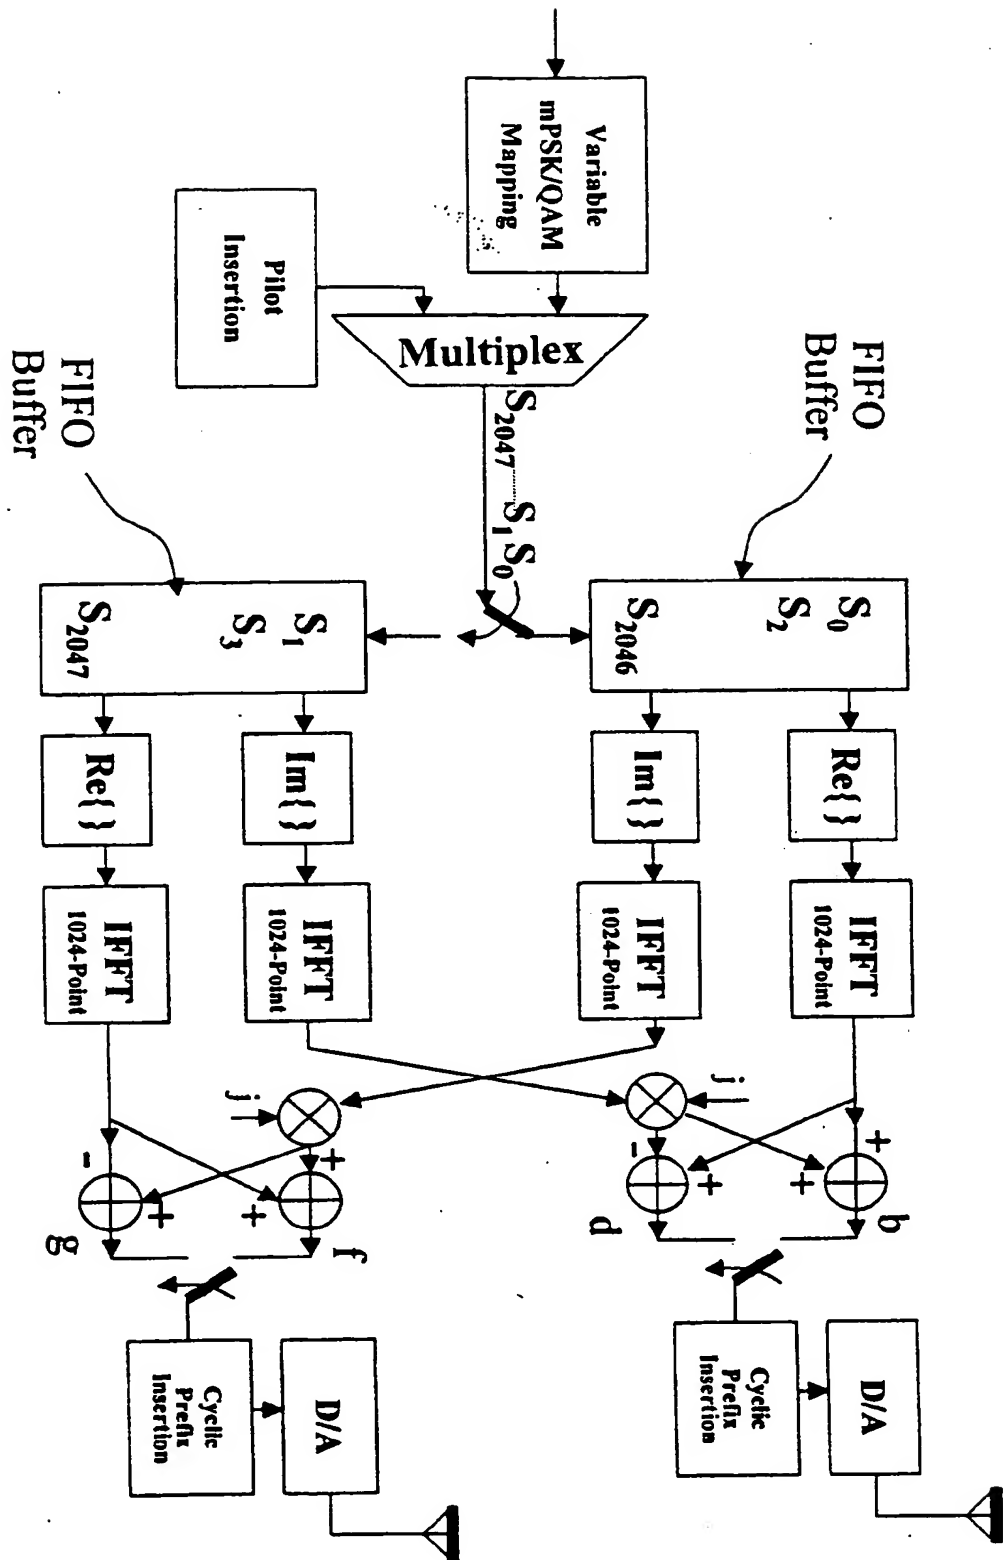 Variable
mPSK/QAM
Mapping
Pilot
Insertion
Multiplex
S2047 S1 S0
FIFO
Buffer
FIFO
Buffer
S0
S2
S2046
S1
S3
S2047
Re{ }
Im{ }
Im{ }
Re{ }
IFFT
1024-Point
IFFT
1024-Point
IFFT
1024-Point
IFFT
1024-Point
j
j
+
+
b
-
+
d
+
+
f
-
+
g
Cyclic
Prefix
Insertion
D/A
Cyclic
Prefix
Insertion
D/A